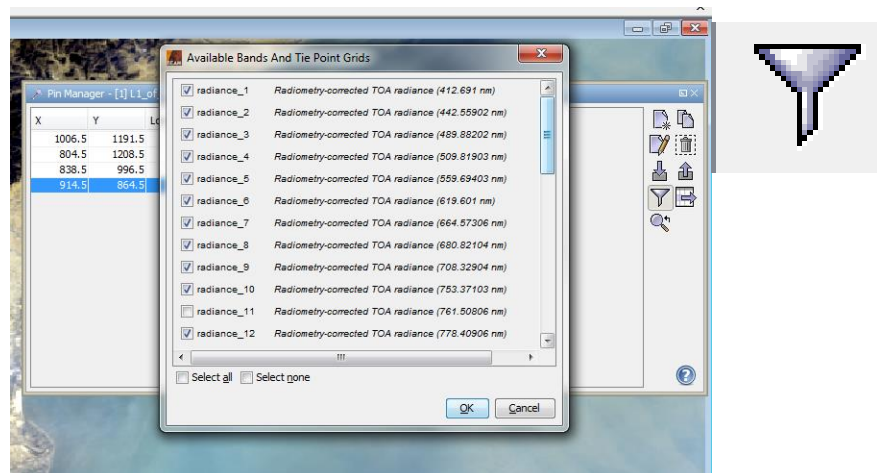 Available Bands And Tie Point Grids
Pin Manager - [1] L1_of
X Y Lo
1006.5 1191.5
804.5 1208.5
838.5 996.5
914.5 864.5
radiance_1 Radiometry-corrected TOA radiance (412.691 nm)
radiance_2 Radiometry-corrected TOA radiance (442.55902 nm)
radiance_3 Radiometry-corrected TOA radiance (489.88202 nm)
radiance_4 Radiometry-corrected TOA radiance (509.81903 nm)
radiance_5 Radiometry-corrected TOA radiance (559.69403 nm)
radiance_6 Radiometry-corrected TOA radiance (619.601 nm)
radiance_7 Radiometry-corrected TOA radiance (664.57306 nm)
radiance_8 Radiometry-corrected TOA radiance (680.82104 nm)
radiance_9 Radiometry-corrected TOA radiance (708.32904 nm)
radiance_10 Radiometry-corrected TOA radiance (753.37103 nm)
radiance_11 Radiometry-corrected TOA radiance (761.50806 nm)
radiance_12 Radiometry-corrected TOA radiance (778.40906 nm)
Select all Select none
OK Cancel